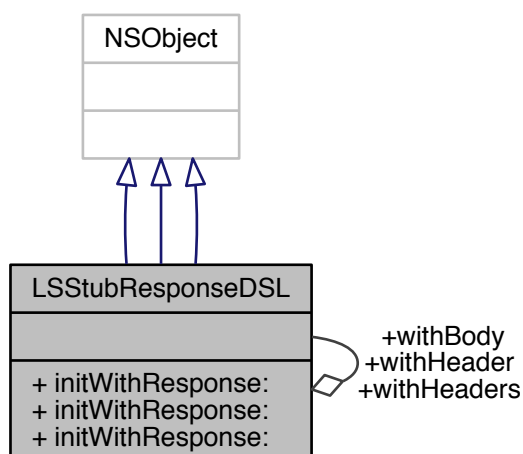 NSObject
LSStubResponseDSL
+ initWithResponse:
+ initWithResponse:
+ initWithResponse:
+withBody
+withHeader
+withHeaders